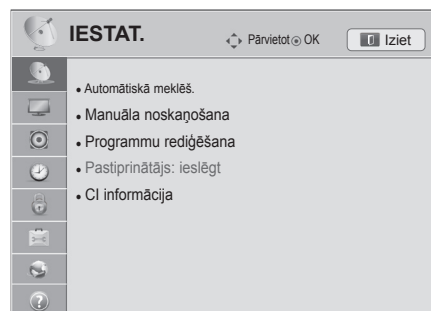 IESTAT.
Pārvietot OK Iziet
• Automātiskā meklēš.
• Manuāla noskaņošana
• Programmu rediģēšana
• Pastiprinātājs: ieslēgt
• CI informācija